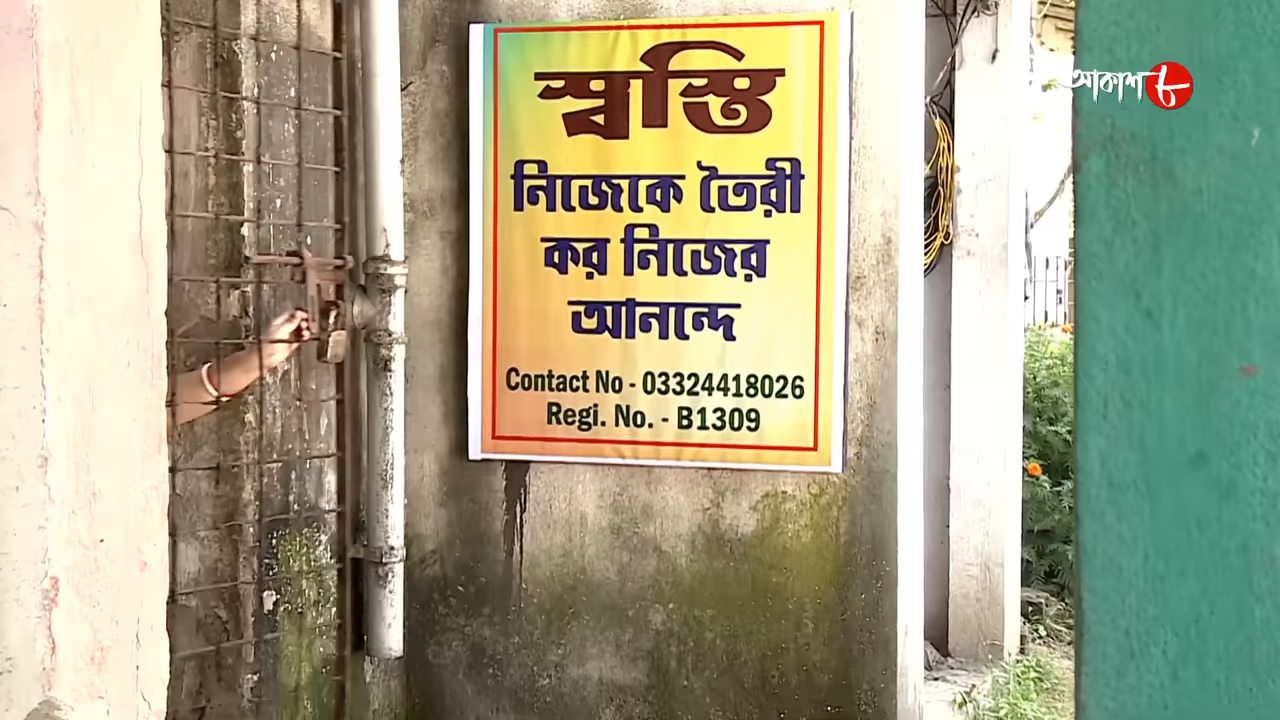 স্বস্তি
নিজেকে তৈরী
কর নিজের
আনন্দে
Contact No - 03324418026
Regi. No. - B1309
আকাশ ৮